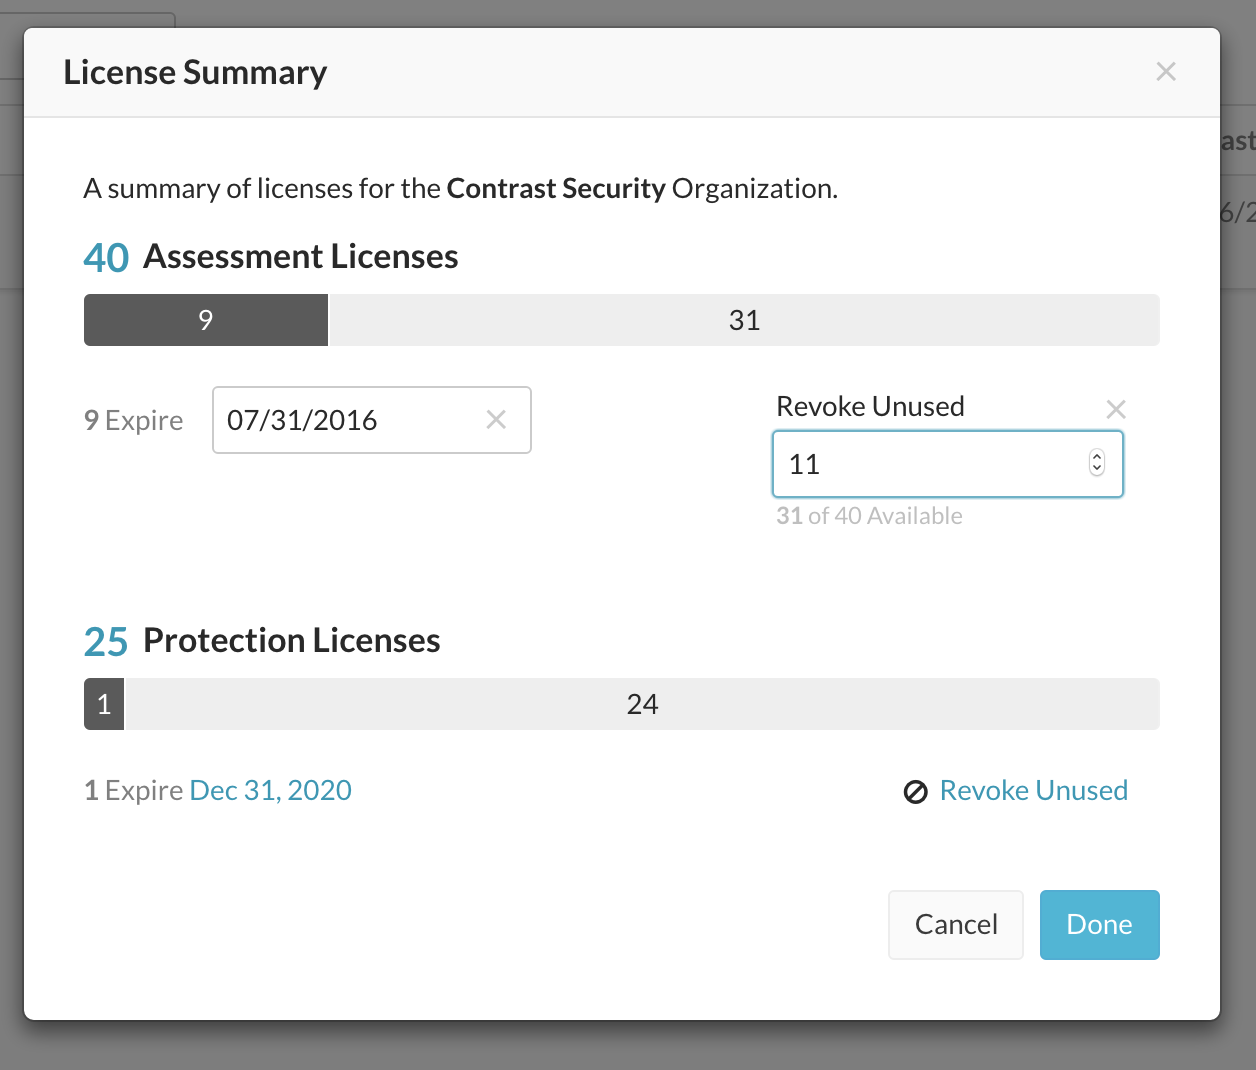 License Summary
ast
A summary of licenses for the Contrast Security Organization.
6/2
40 Assessment Licenses
9 31
9 Expire 07/31/2016
Revoke Unused
11
31 of 40 Available
25 Protection Licenses
1 24
1 Expire Dec 31, 2020 Revoke Unused
Cancel Done